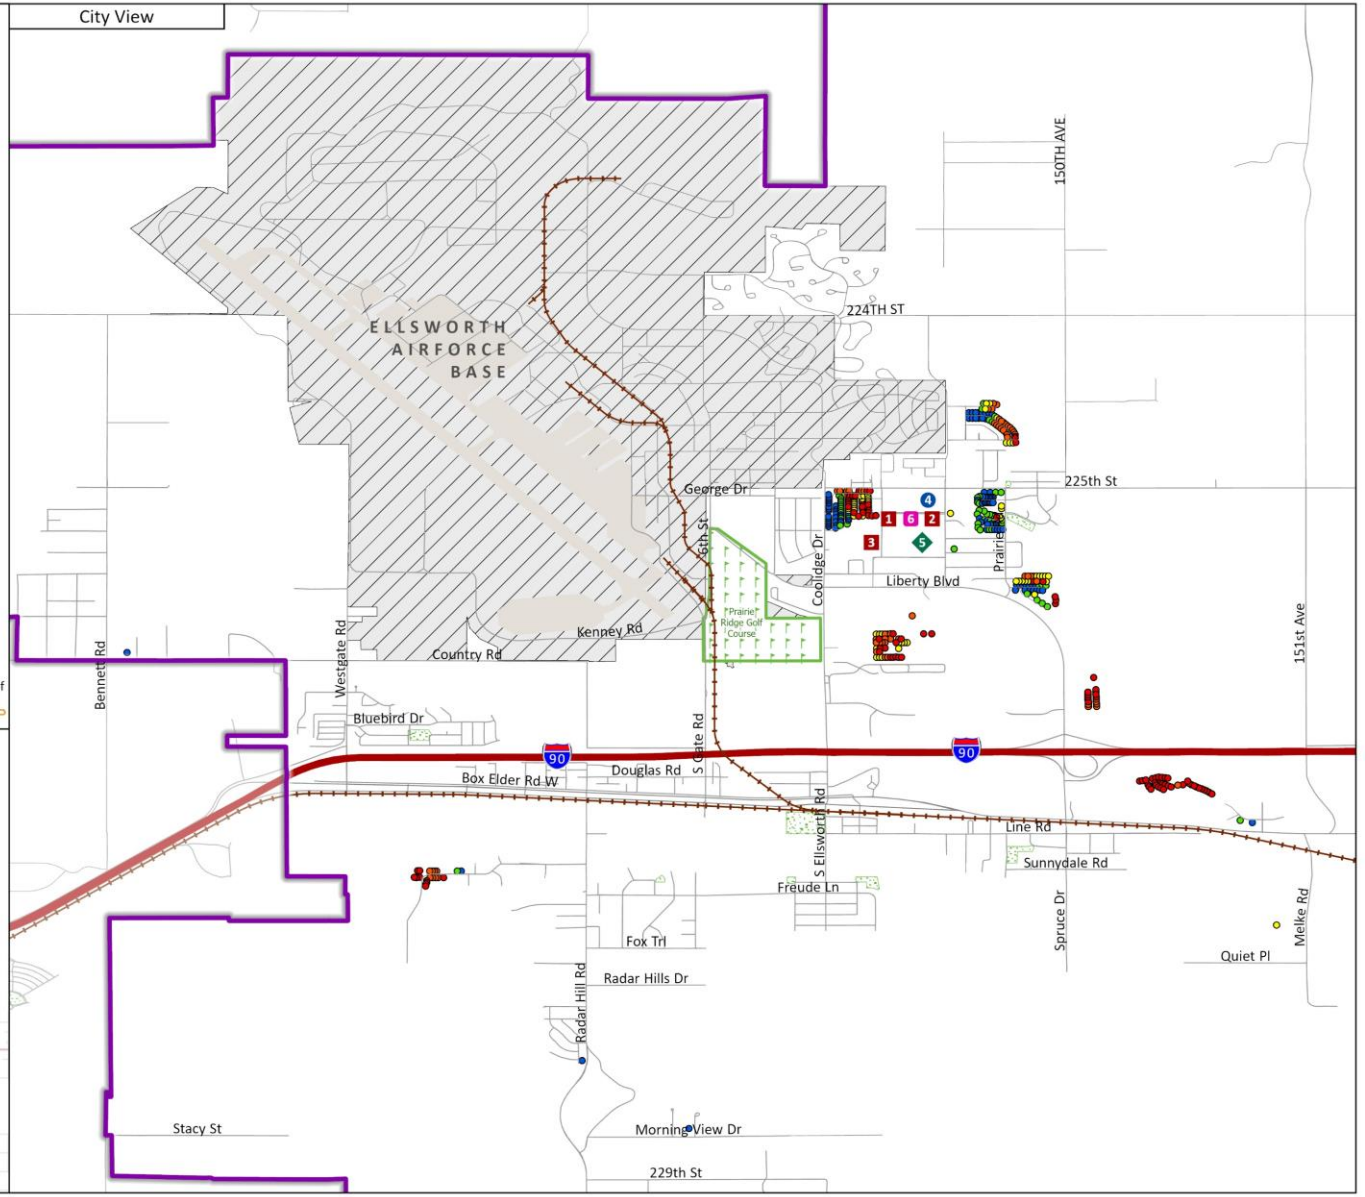 City View
150TH AVE
224TH ST
ELLSWORTH
AIRFORCE
BASE
225th St
George Dr
4
1
6
2
3
5
6th St
Coolidge Dr
Prairie
Liberty Blvd
Prairie
Ridge Golf
Course
Kenney Rd
Country Rd
Bennett Rd
Westgate Rd
151st Ave
f
Bluebird Dr
S Gate Rd
90
90
Douglas Rd
Box Elder Rd W
S Ellsworth Rd
Line Rd
Sunnydale Rd
Freude Ln
Spruce Dr
Melke Rd
Fox Trl
Quiet Pl
Radar Hills Dr
Radar Hill Rd
Stacy St
Morning View Dr
229th St